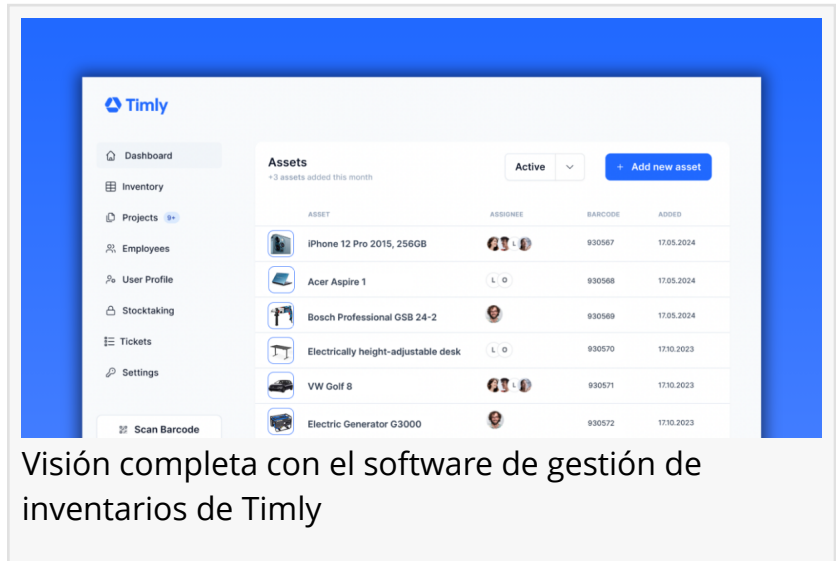 Timly
Dashboard
Inventory
Projects 9+
Employees
User Profile
Stocktaking
Tickets
Settings
Scan Barcode
Assets
+3 assets added this month
Active
+ Add new asset
ASSET ASSIGNEE BARCODE ADDED
iPhone 12 Pro 2015, 256GB L 930567 17.05.2024
Acer Aspire 1 L O 930568 17.05.2024
Bosch Professional GSB 24-2 930569 17.05.2024
Electrically height-adjustable desk L O 930570 17.10.2023
VW Golf 8 L 930571 17.10.2023
Electric Generator G3000 930572 17.10.2023
Visión completa con el software de gestión de
inventarios de Timly